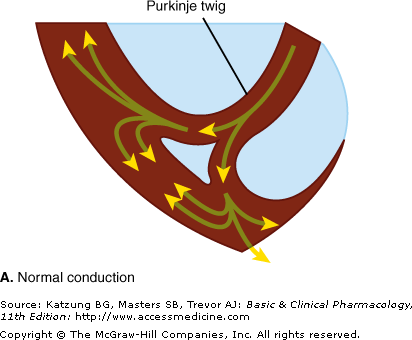 Purkinje twig
A. Normal conduction
Source: Katzung BG, Masters SB, Trevor AJ: Basic & Clinical Pharmacology,
11th Edition: http://www.accessmedicine.com
Copyright © The McGraw-Hill Companies, Inc. All rights reserved.